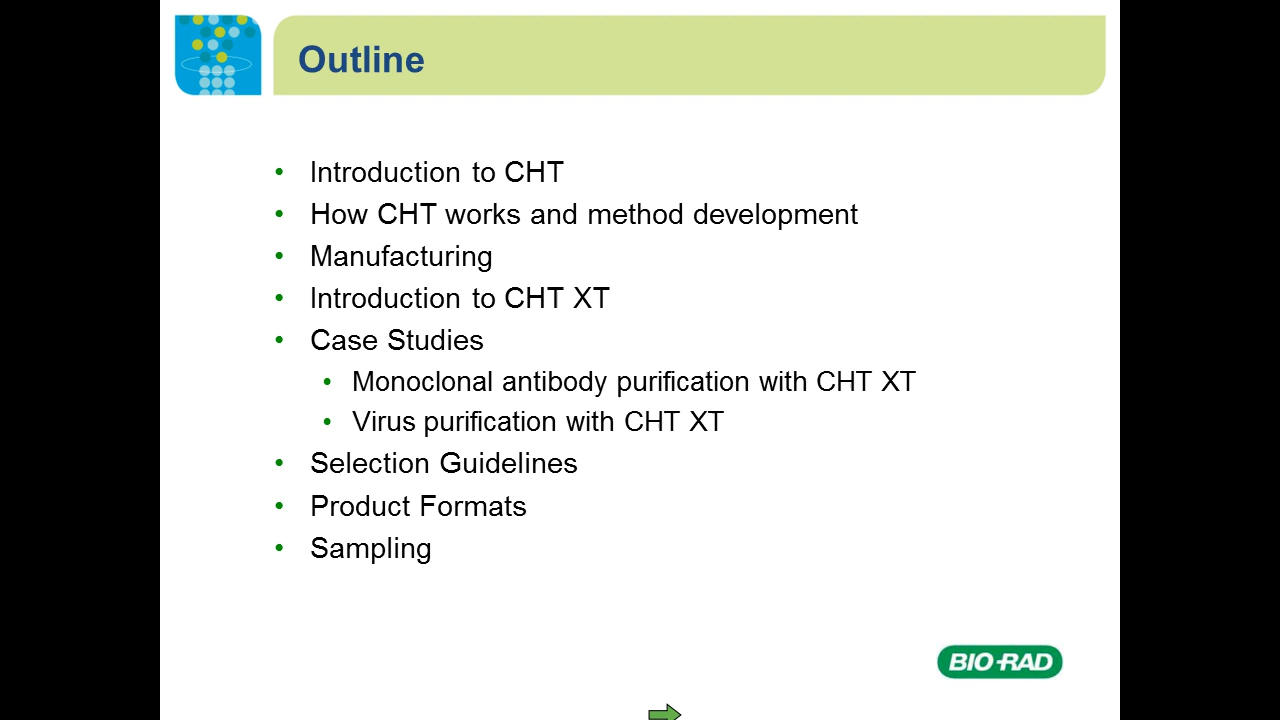 Outline
• Introduction to CHT
• How CHT works and method development
• Manufacturing
• Introduction to CHT XT
• Case Studies
• Monoclonal antibody purification with CHT XT
• Virus purification with CHT XT
• Selection Guidelines
• Product Formats
• Sampling
BIO-RAD